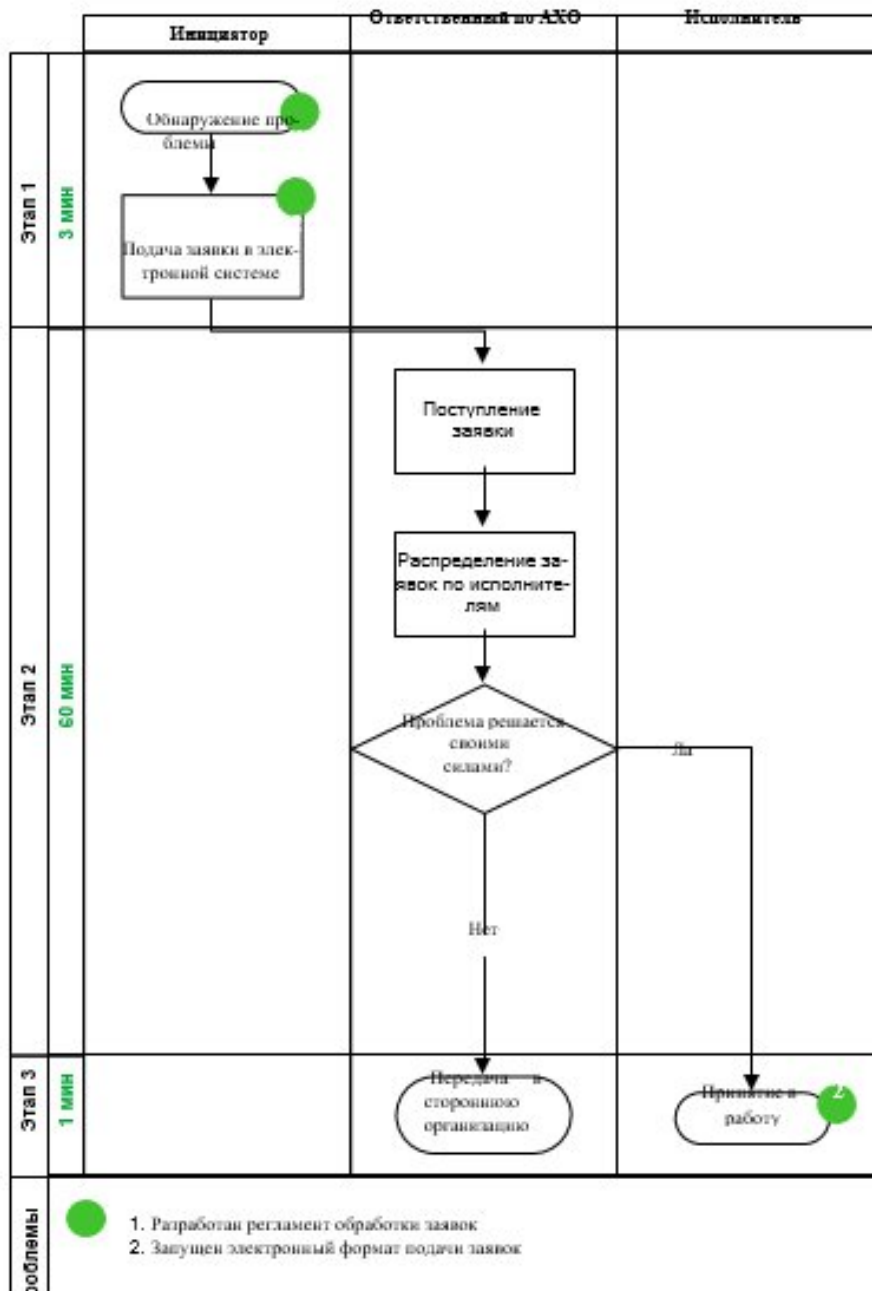 Инициатор
Ответственный по АХО
Исполнитель
Этап 1
3 мин
Обнаружение про-
блемы
Подача заявки в элек-
тронной системе
Этап 2
60 мин
Поступление
заявки
Распределение за-
явок по исполните-
лям
Проблема решается
своими
силами?
Да
Нет
Этап 3
1 мин
Передача в
стороннюю
организацию
Принятие в
работу
2
роблемы
1. Разработан регламент обработки заявок
2. Запущен электронный формат подачи заявок